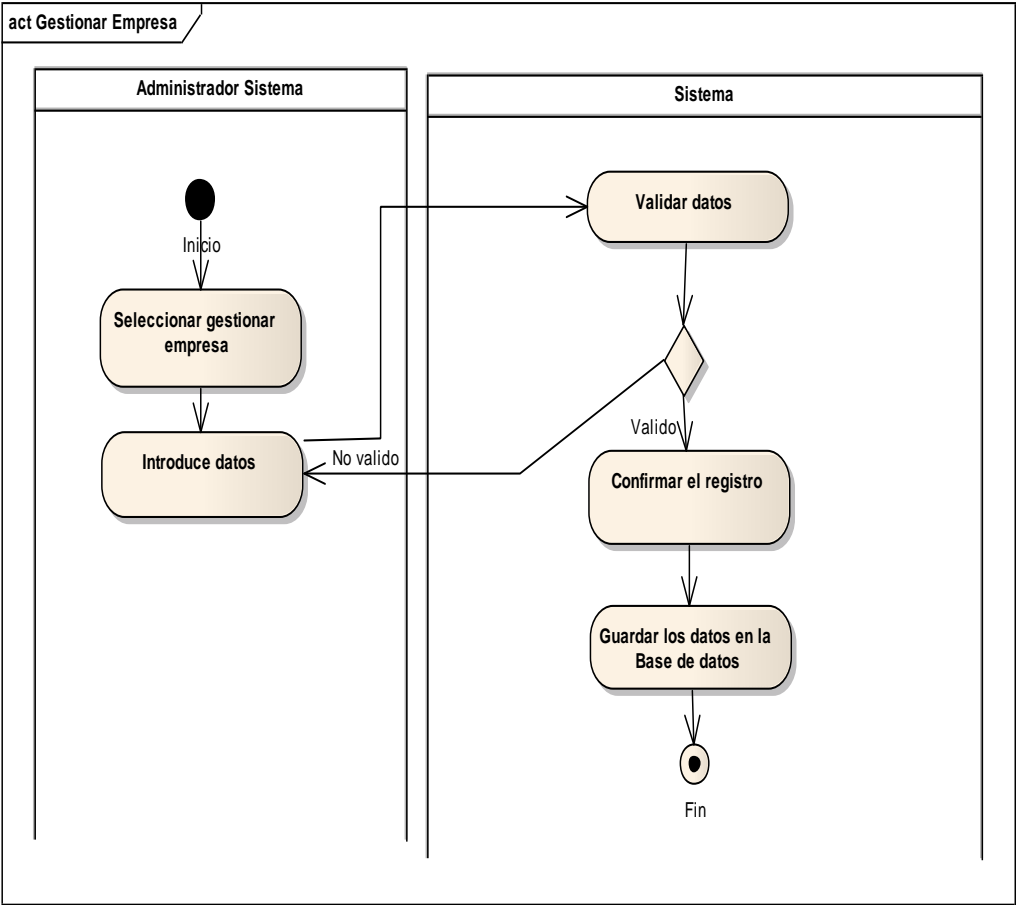 act Gestionar Empresa
Administrador Sistema
Sistema
Inicio
Seleccionar gestionar
empresa
Introduce datos
Validar datos
No valido
Valido
Confirmar el registro
Guardar los datos en la
Base de datos
Fin